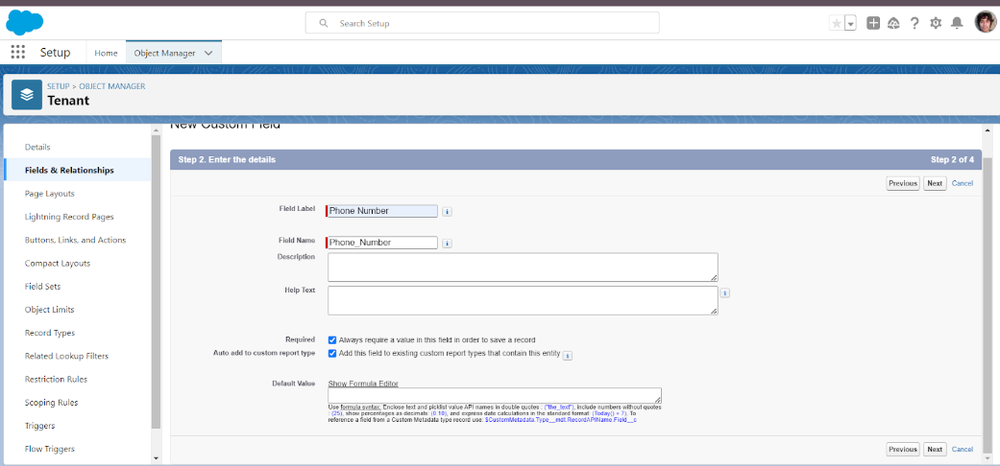 Search Setup
Setup
Home
Object Manager
SETUP > OBJECT MANAGER
Tenant
Details
Fields & Relationships
Page Layouts
Lightning Record Pages
Buttons, Links, and Actions
Compact Layouts
Field Sets
Object Limits
Record Types
Related Lookup Filters
Restriction Rules
Scoping Rules
Triggers
Flow Triggers
New Custom Field
Step 2. Enter the details
Step 2 of 4
Previous Next Cancel
Field Label Phone Number
Field Name Phone_Number
Description
Help Text
Required Always require a value in this field in order to save a record
Auto add to custom report type Add this field to existing custom report types that contain this entity
Default Value Show Formula Editor
Use formula syntax: Enclose text and picklist value API names in double quotes : ("the_text"), include numbers without quotes
: (25), show percentages as decimals: (0.10), and express date calculations in the standard format: (Today() + 7). To
reference a field from a Custom Metadata type record use: $CustomMetadata.Type__mdt.RecordAPIName.Field__c
Previous Next Cancel